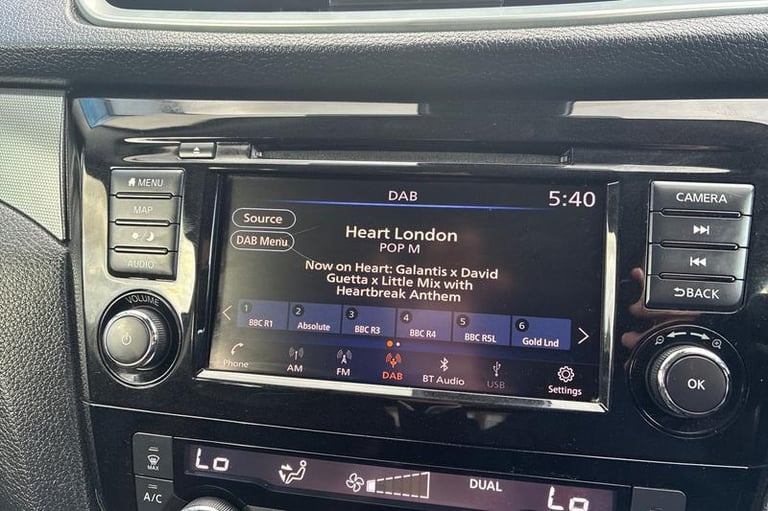 MENU
MAP
AUDIO
VOLUME
DAB
5:40
Source
DAB Menu
Heart London
POP M
Now on Heart: Galantis x David
Guetta x Little Mix with
Heartbreak Anthem
1 BBC R1
2 Absolute
3 BBC R3
4 BBC R4
5 BBC R5L
6 Gold Lnd
Phone
AM
FM
DAB
BT Audio
USB
Settings
CAMERA
BACK
OK
MAX
A/C
Lo
DUAL
Lo